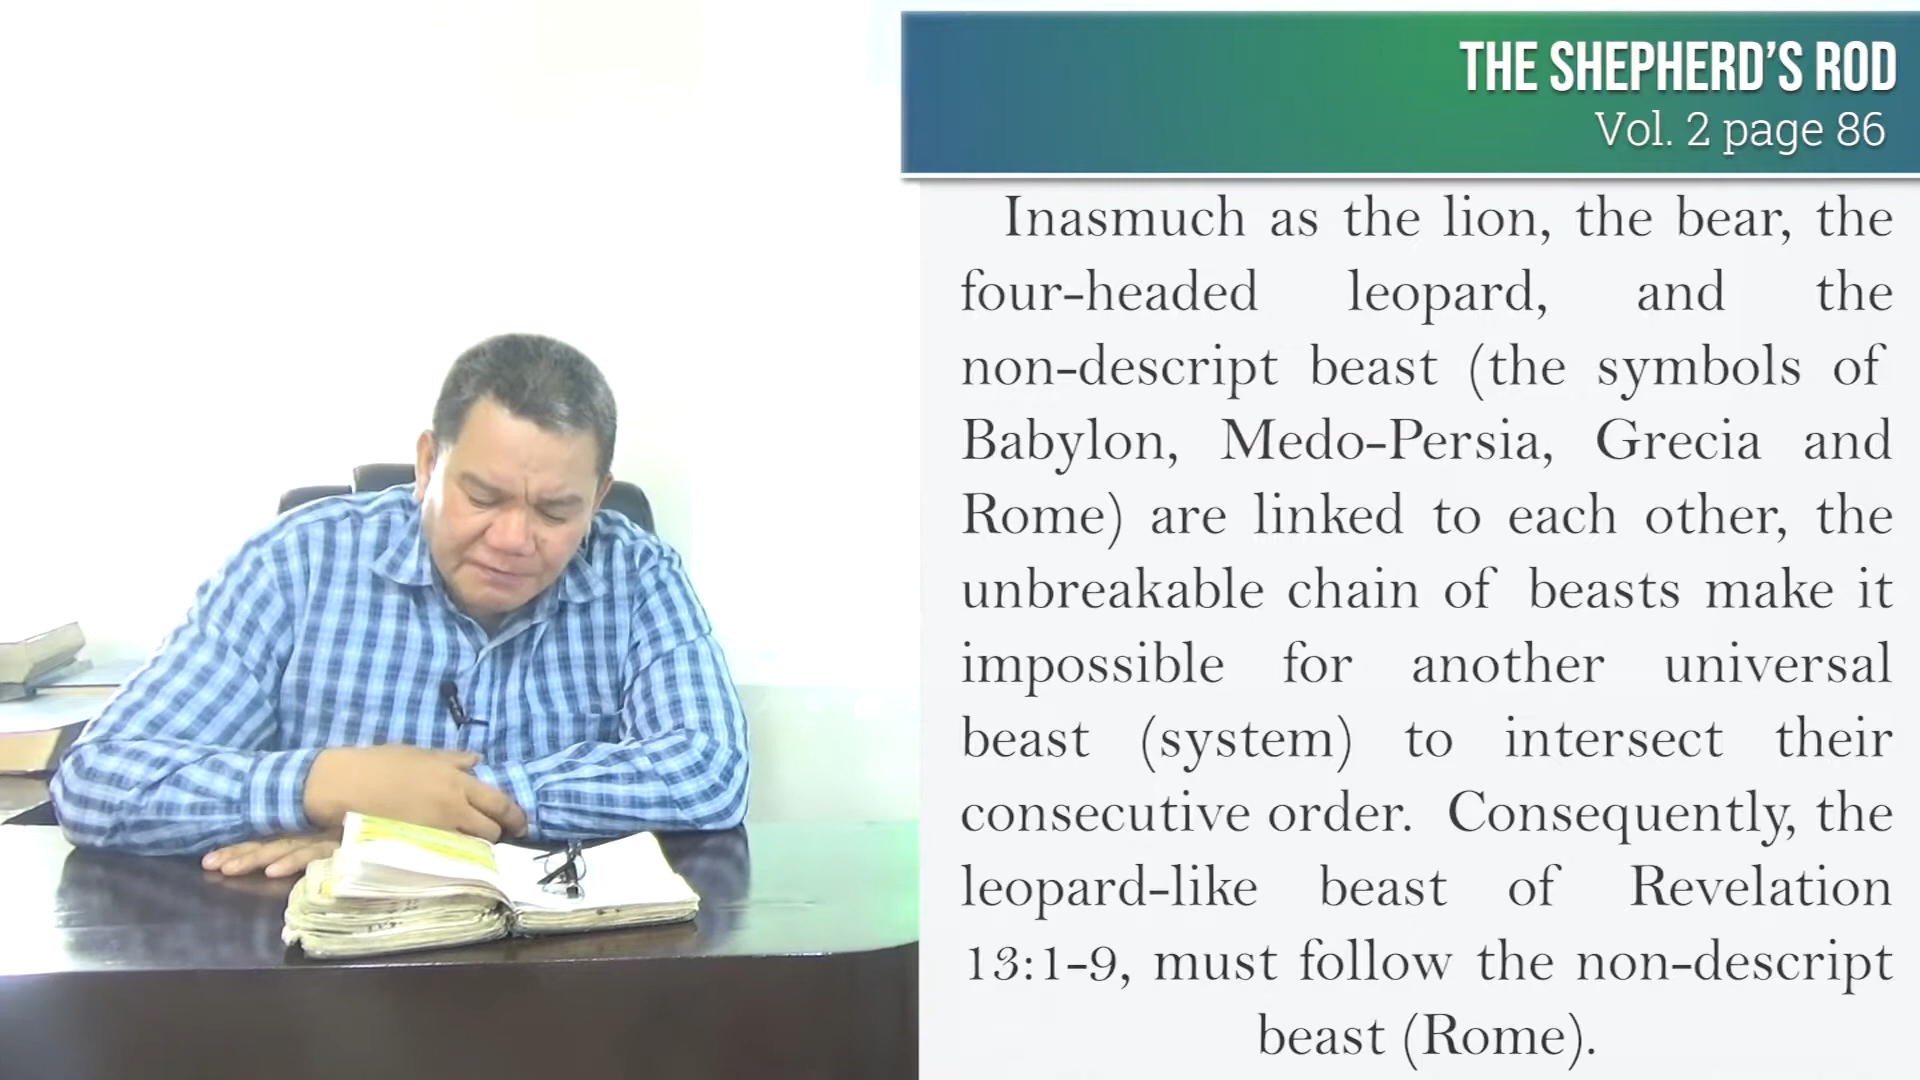 THE SHEPHERD'S ROD
Vol. 2 page 86
Inasmuch as the lion, the bear, the
four-headed leopard, and the
non-descript beast (the symbols of
Babylon, Medo-Persia, Grecia and
Rome) are linked to each other, the
unbreakable chain of beasts make it
impossible for another universal
beast (system) to intersect their
consecutive order. Consequently, the
leopard-like beast of Revelation
13:1-9, must follow the non-descript
beast (Rome).